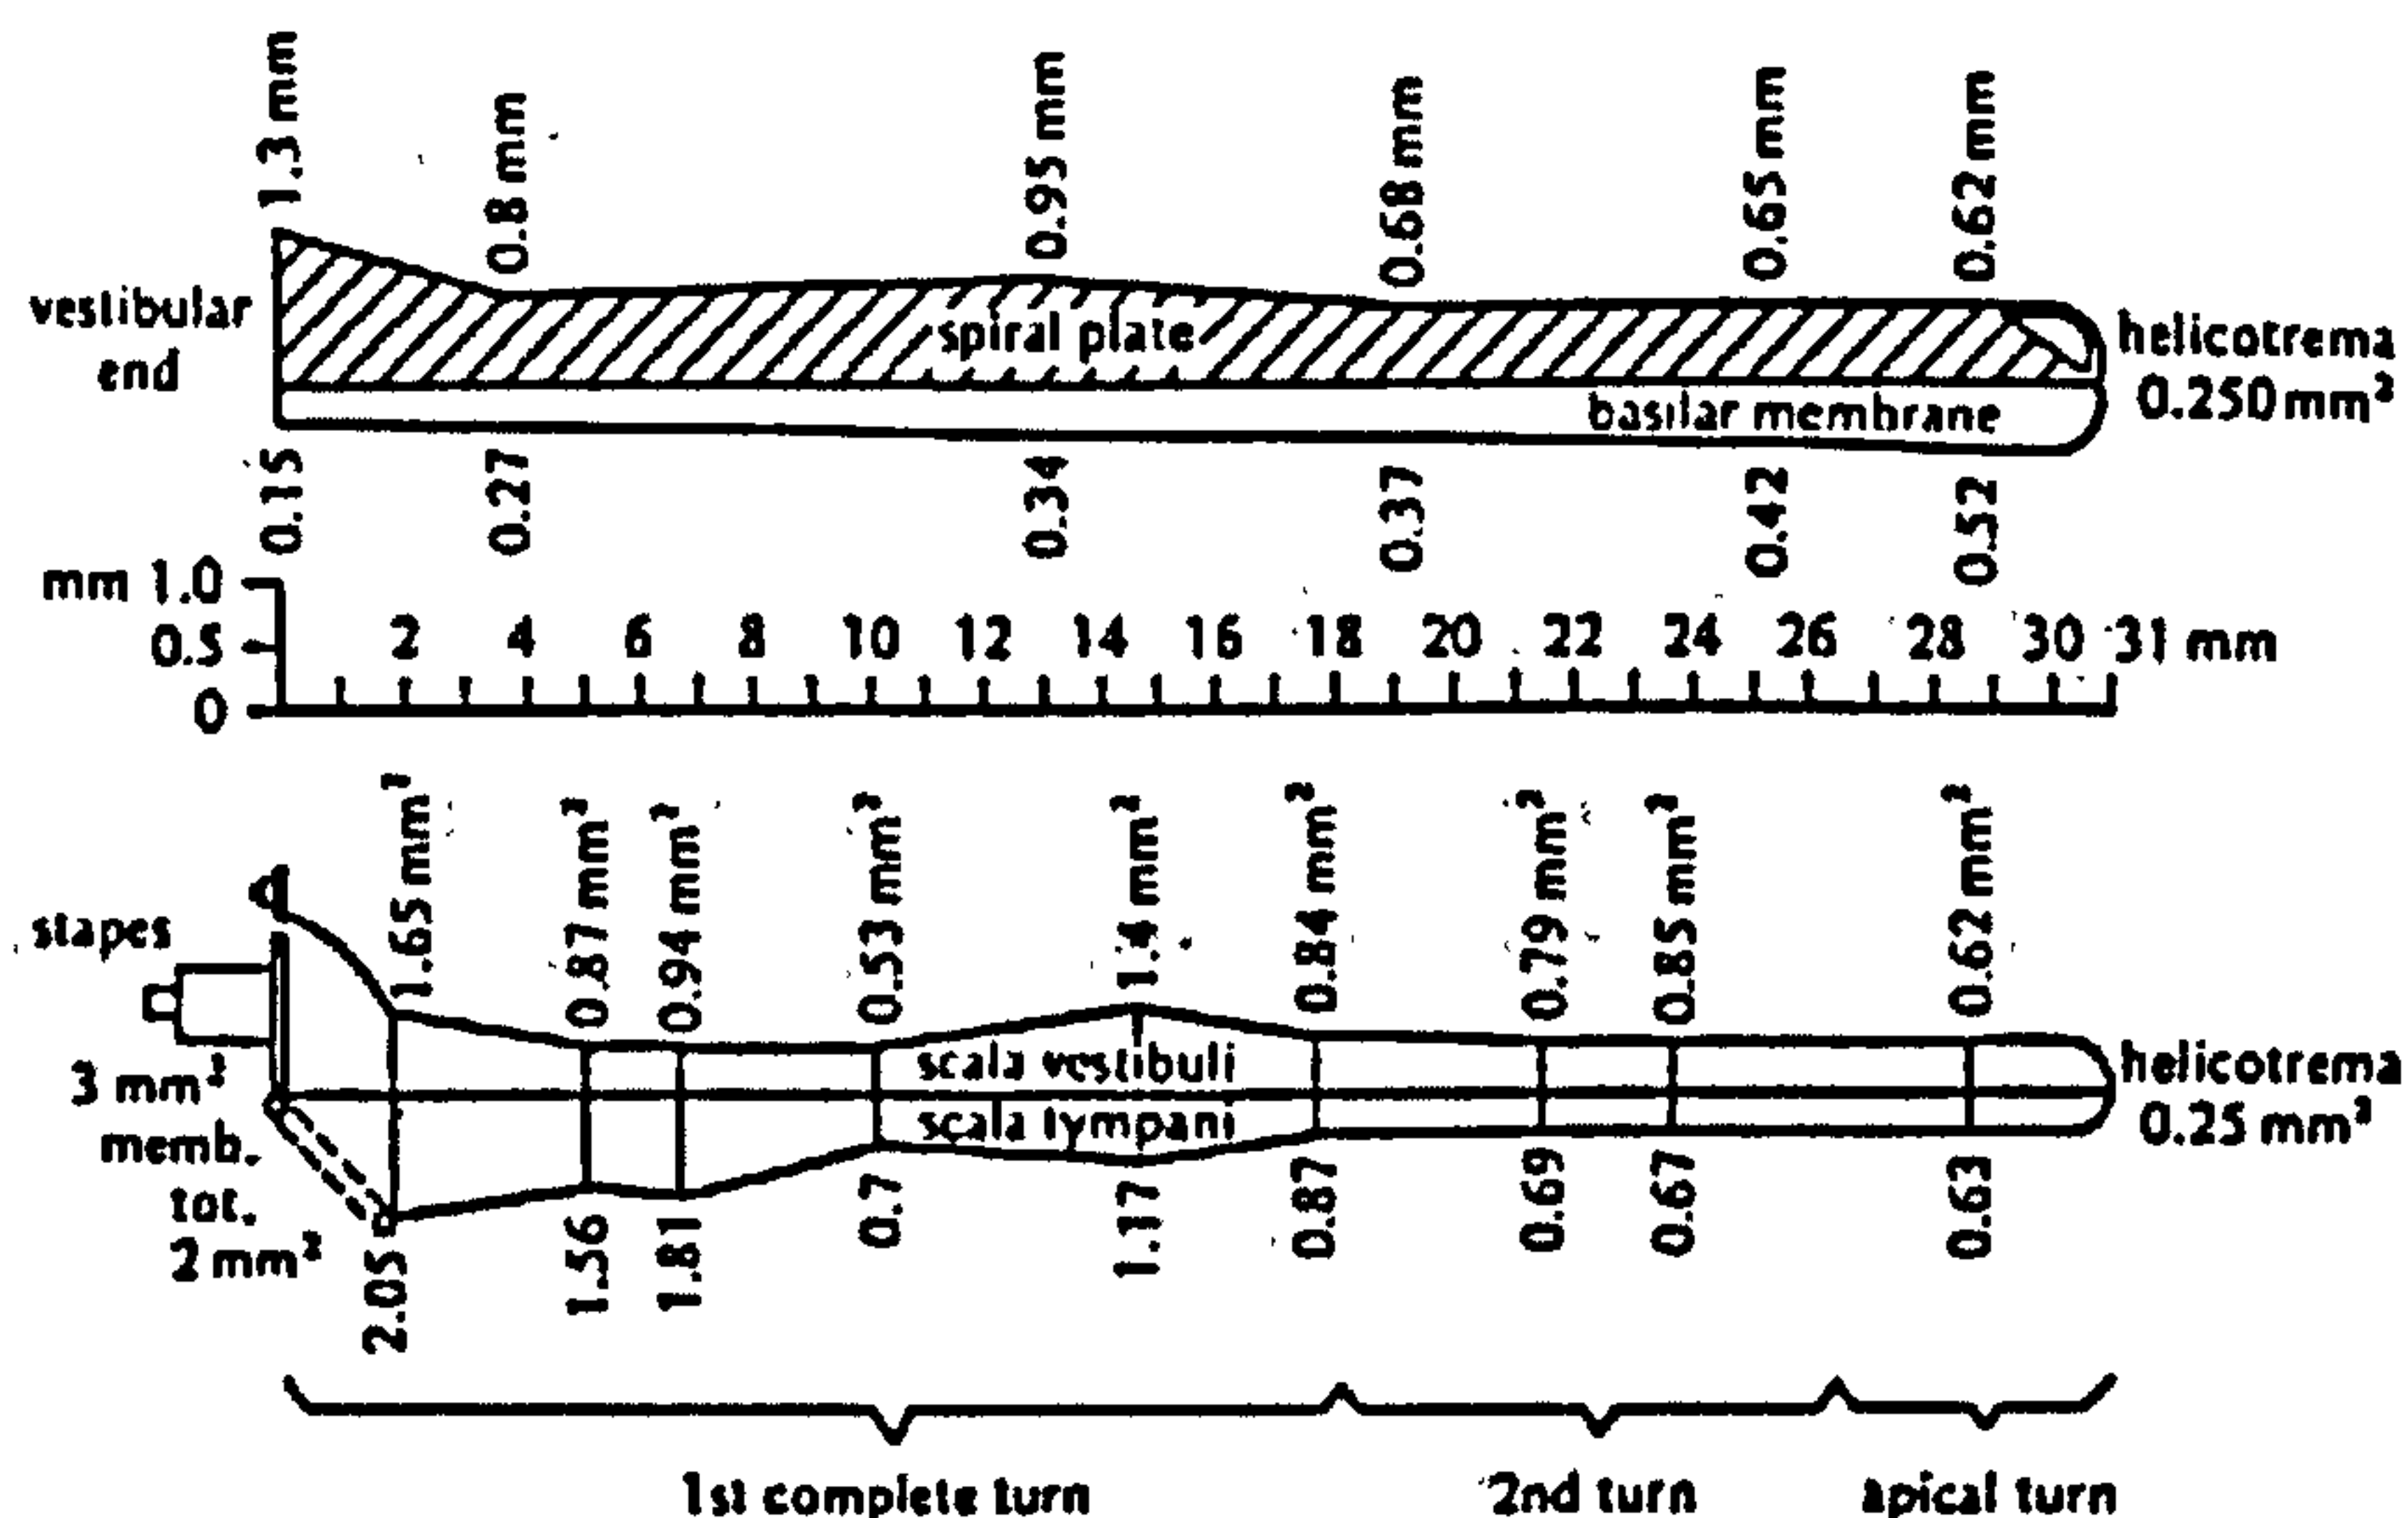 1.3 mm
0.8 mm
0.95 mm
0.68 mm
0.65 mm
0.62 mm
vestibular
end
spiral plate
basilar membrane
helicotrema
0.250 mm²
0.15
0.27
0.34
0.37
0.42
0.52
mm 1.0
0.5
0
2 4 6 8 10 12 14 16 18 20 22 24 26 28 30 31 mm
1.65 mm²
0.87 mm²
0.94 mm²
0.53 mm²
1.4 mm²
0.84 mm²
0.79 mm²
0.85 mm²
0.62 mm²
stapes
3 mm²
memb.
tot.
2 mm²
scala vestibuli
scala tympani
helicotrema
0.25 mm²
2.05
1.56
1.81
0.7
1.17
0.87
0.69
0.67
0.63
1st complete turn
2nd turn
apical turn